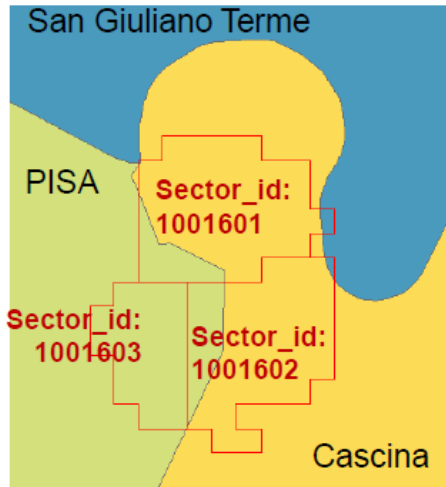 San Giuliano Terme
PISA
Sector_id:
1001601
Sector_id:
1001603
Sector_id:
1001602
Cascina